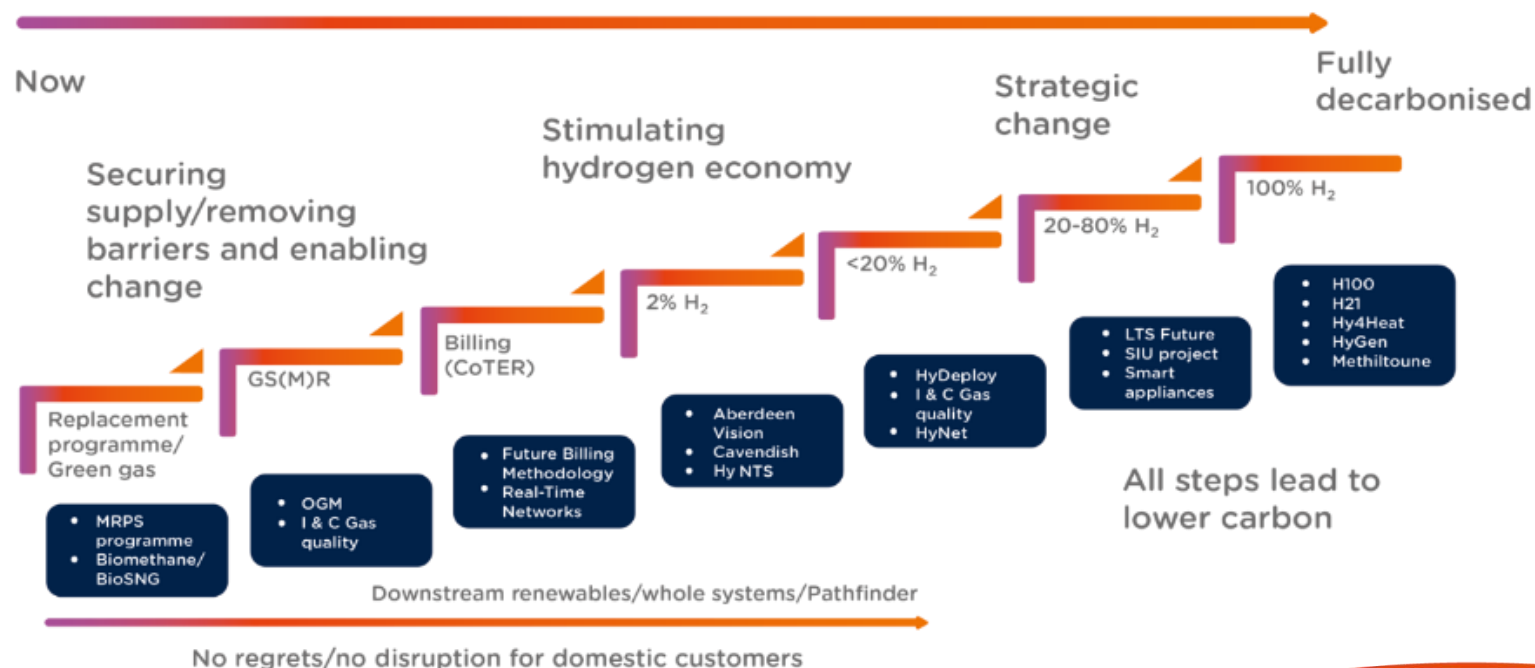 Now
Fully
decarbonised
Strategic
change
Stimulating
hydrogen economy
Securing
supply/removing
barriers and enabling
change
Replacement
programme/
Green gas
GS(M)R
Billing
(CoTER)
2% H₂
<20% H₂
20-80% H₂
100% H₂
• MRPS
programme
• Biomethane/
BioSNG
• OGM
• I & C Gas
quality
• Future Billing
Methodology
• Real-Time
Networks
• Aberdeen
Vision
• Cavendish
• Hy NTS
• HyDeploy
• I & C Gas
quality
• HyNet
• LTS Future
• SIU project
• Smart
appliances
• H100
• H21
• Hy4Heat
• HyGen
• Methiltoune
All steps lead to
lower carbon
Downstream renewables/whole systems/Pathfinder
No regrets/no disruption for domestic customers